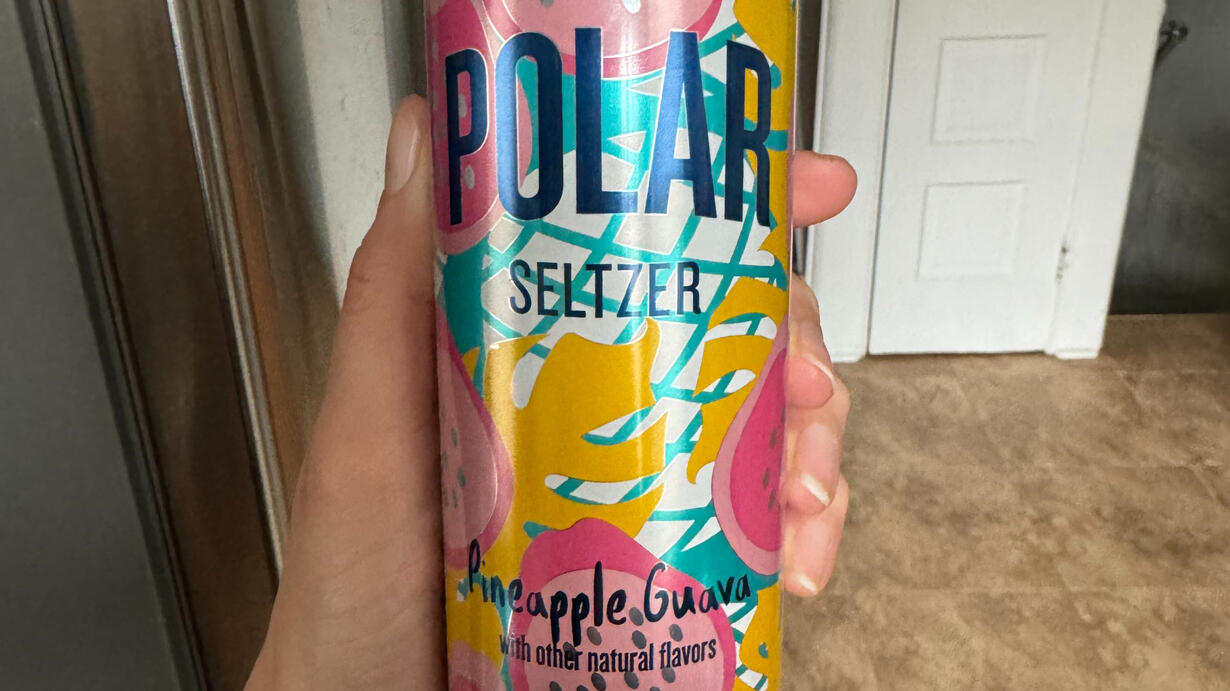 POLAR
SELTZER
Pineapple Guava
with other natural flavors